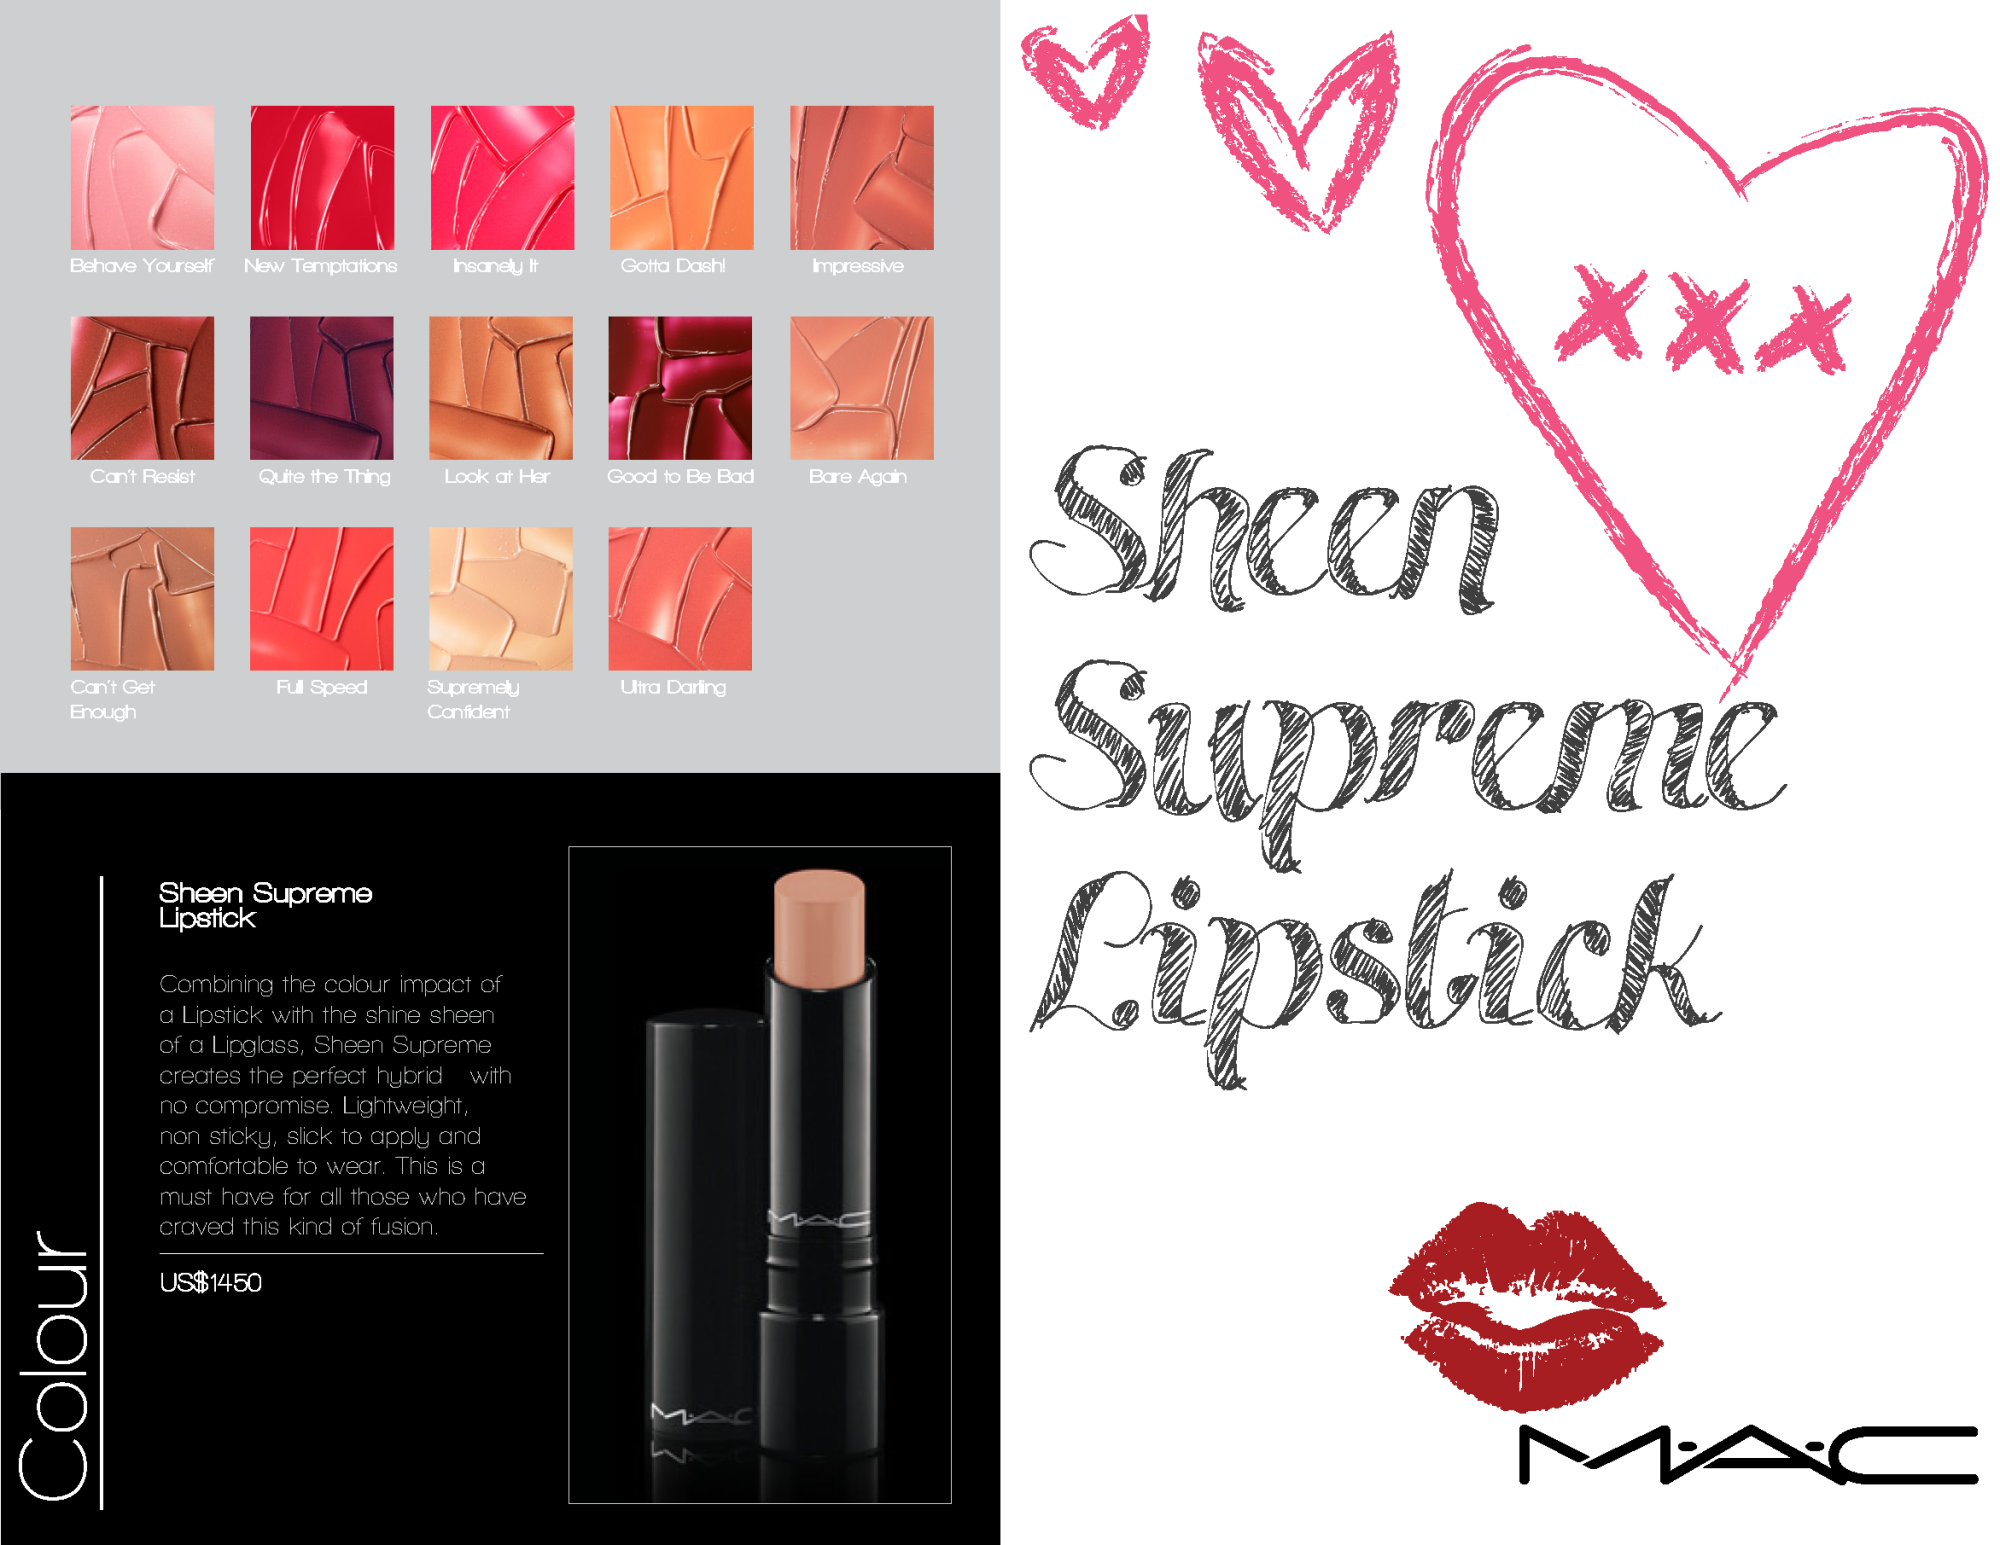 Behave Yourself
New Temptations
Insanely It
Gotta Dash!
Impressive
Can't Resist
Quite the Thing
Look at Her
Good to Be Bad
Bare Again
Can't Get
Enough
Full Speed
Supremely
Confident
Ultra Darling
Colour
Sheen Supreme
Lipstick
Combining the colour impact of
a Lipstick with the shine sheen
of a Lipglass, Sheen Supreme
creates the perfect hybrid with
no compromise. Lightweight,
non sticky, slick to apply and
comfortable to wear. This is a
must have for all those who have
craved this kind of fusion.
US$1450
M·A·C
M·A·C
xxx
Sheen
Supreme
Lipstick
M·A·C